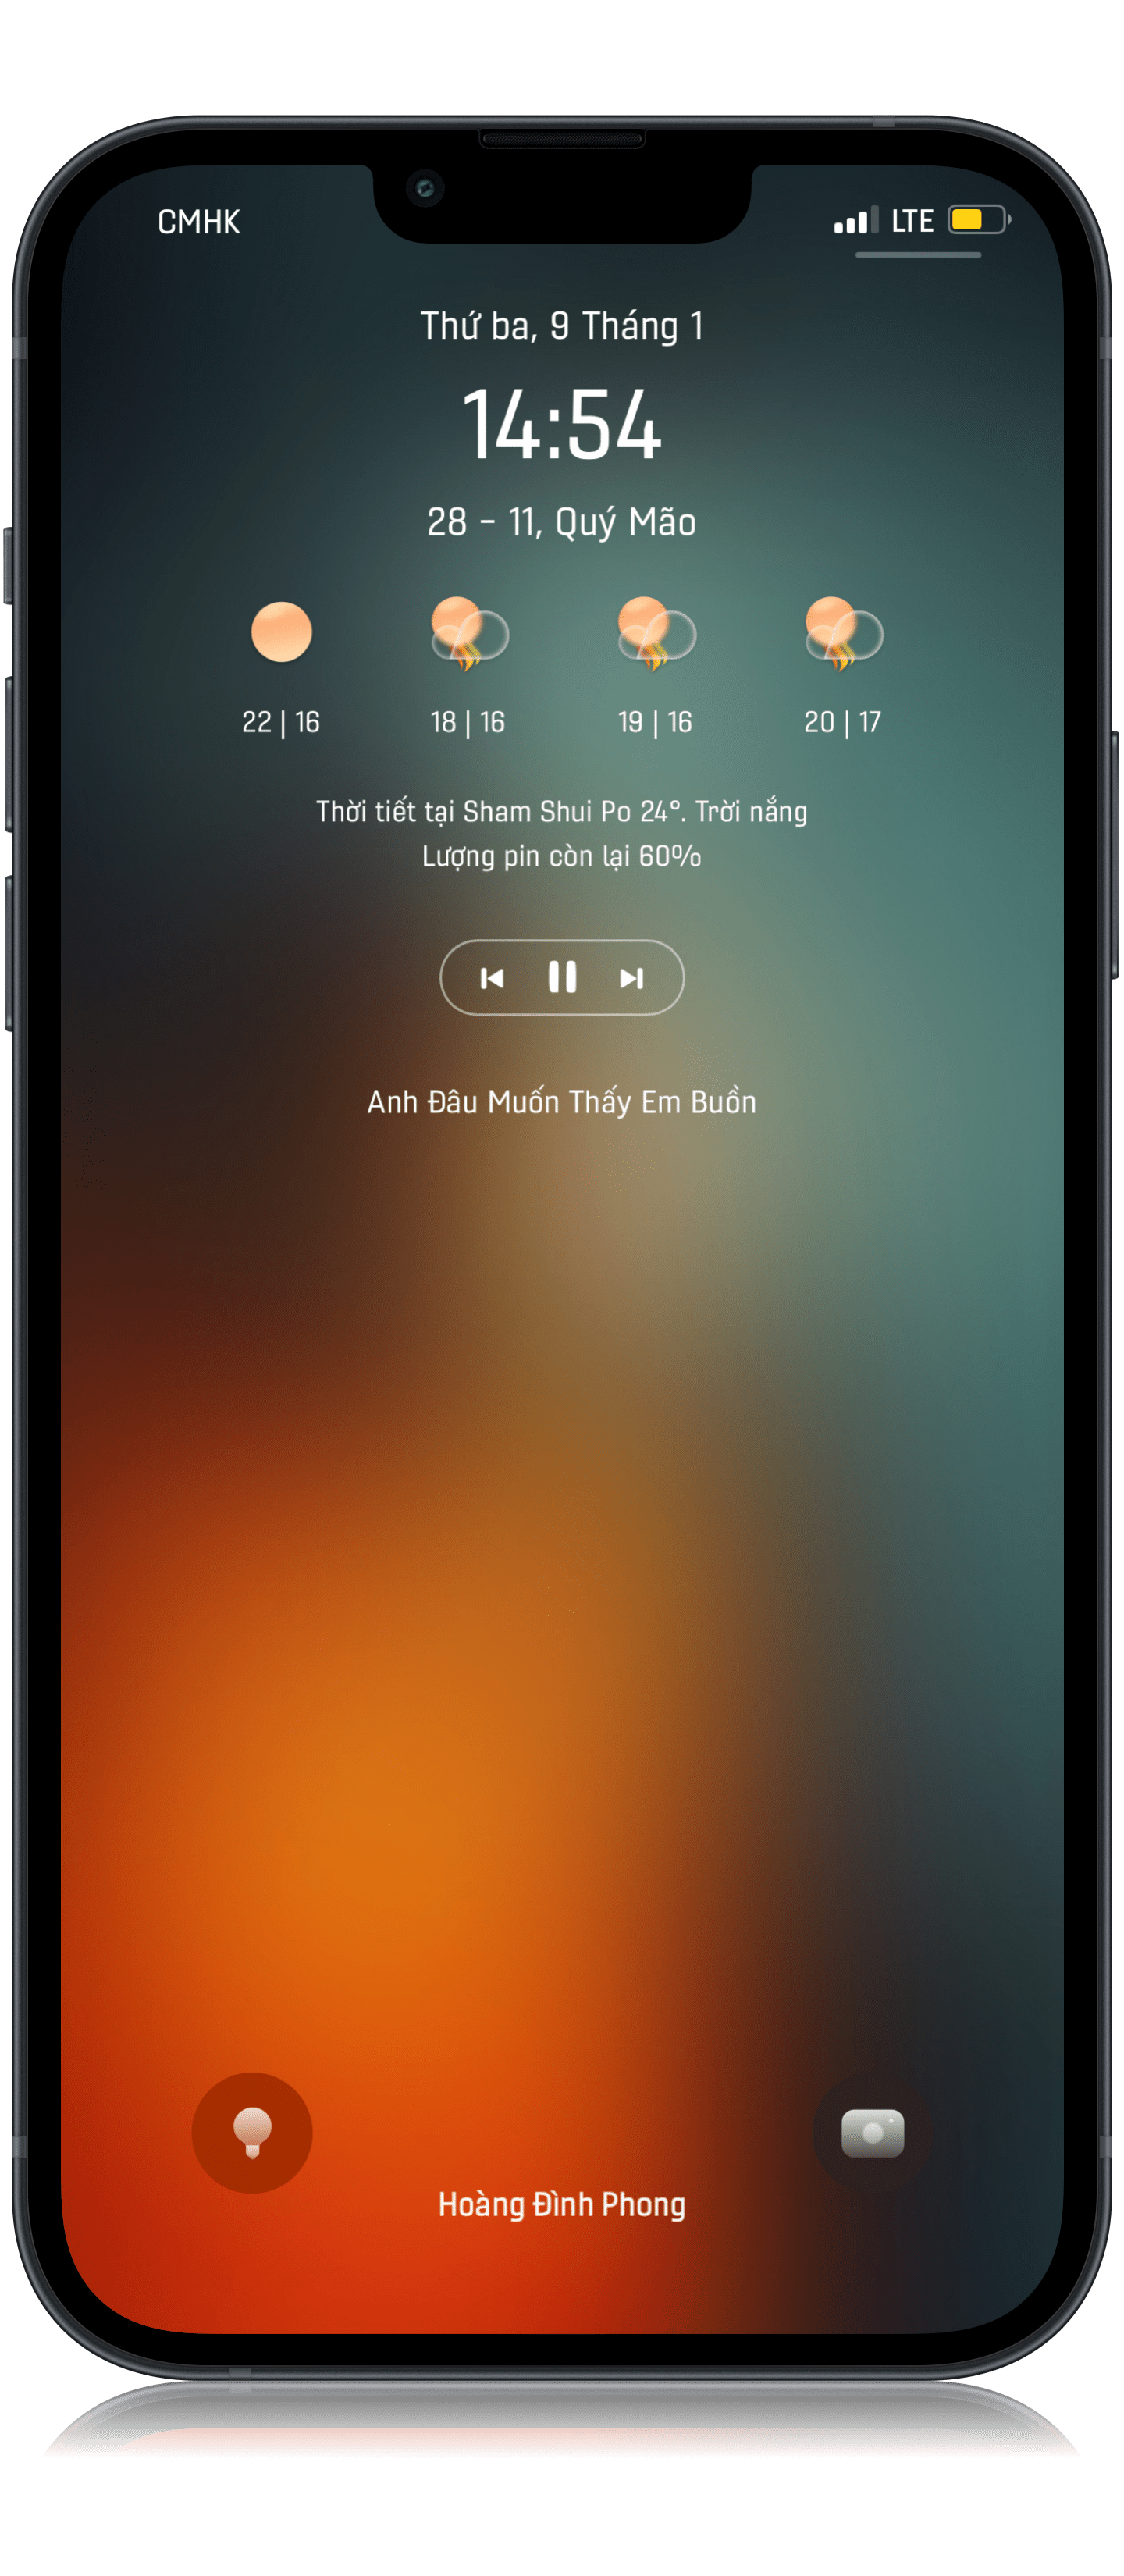 CMHK
LTE
Thứ ba, 9 Tháng 1
14:54
28 - 11, Quý Mão
22 | 16
18 | 16
19 | 16
20 | 17
Thời tiết tại Sham Shui Po 24°. Trời nắng
Lượng pin còn lại 60%
Anh Đâu Muốn Thấy Em Buồn
Hoàng Đình Phong